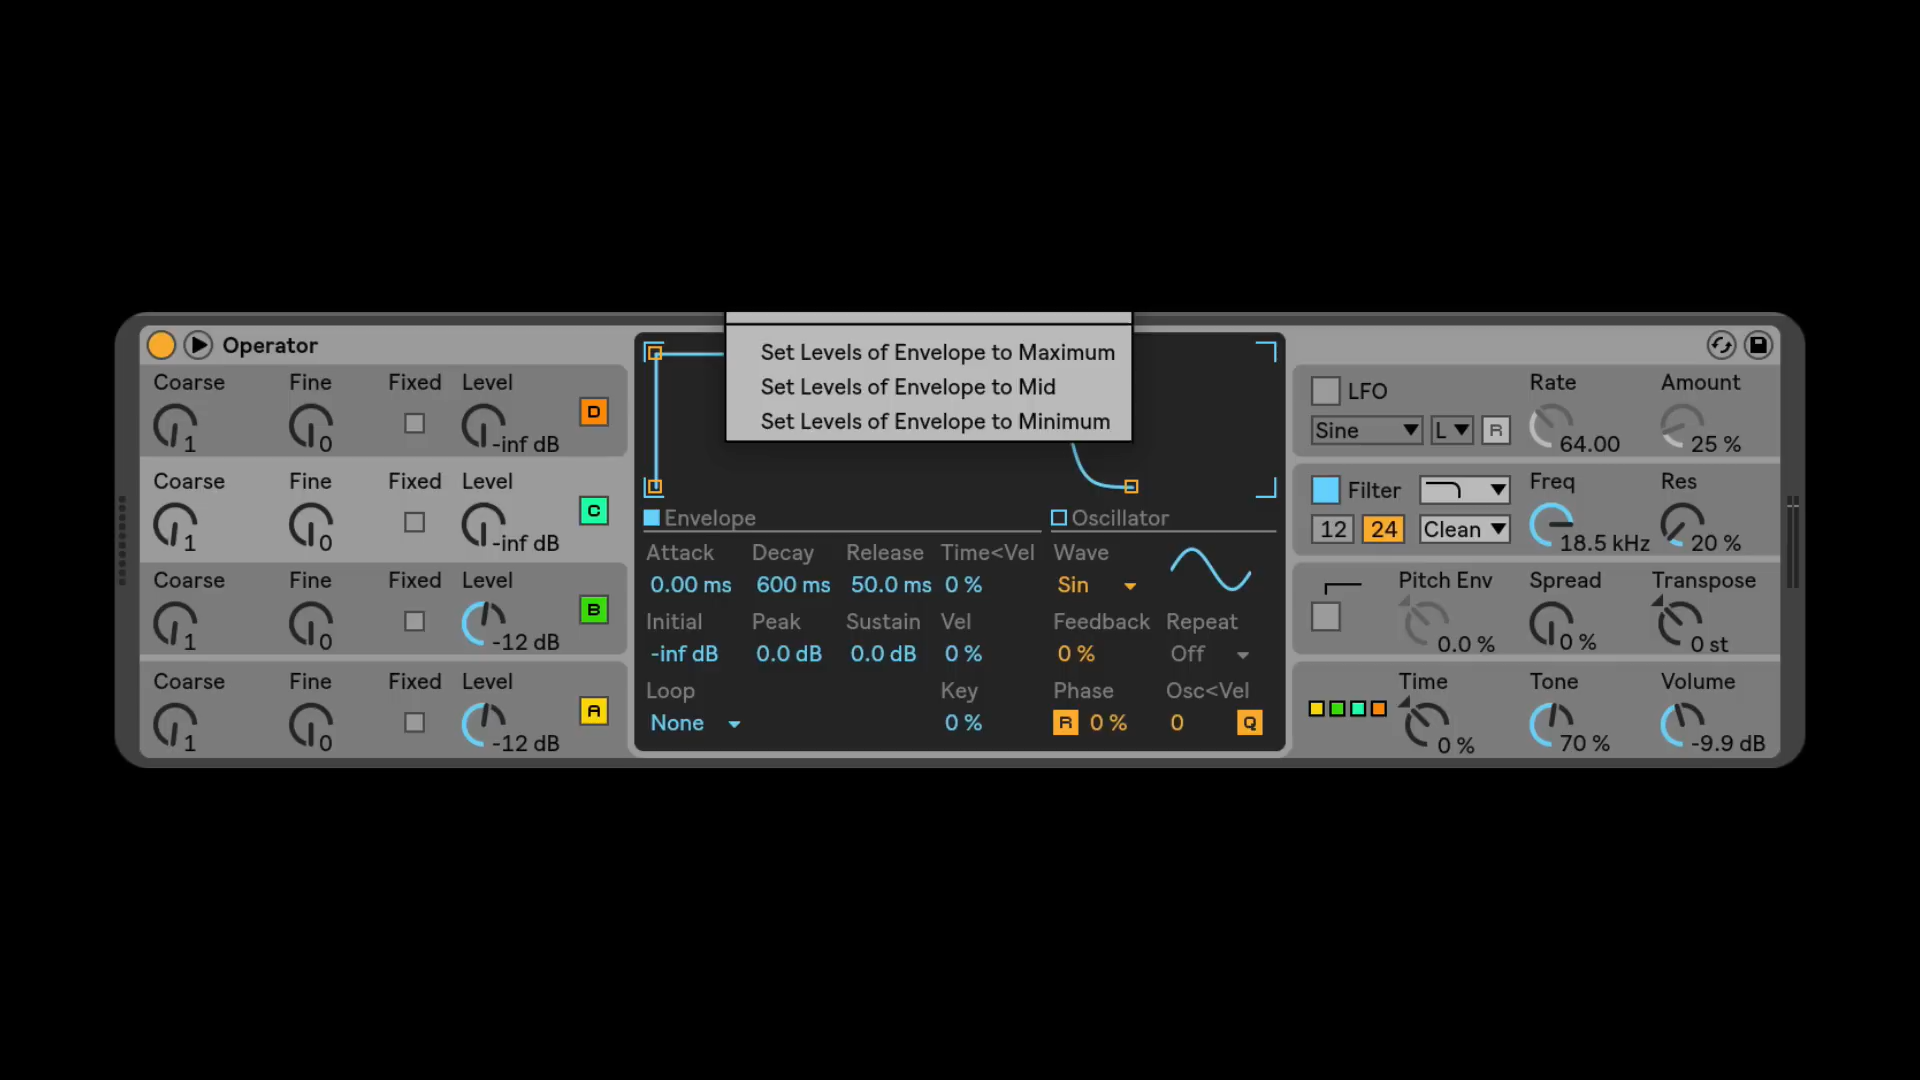 Operator
Coarse Fine Fixed Level
1 0 -inf dB D
Coarse Fine Fixed Level
1 0 -inf dB C
Coarse Fine Fixed Level
1 0 -12 dB B
Coarse Fine Fixed Level
1 0 -12 dB A
Set Levels of Envelope to Maximum
Set Levels of Envelope to Mid
Set Levels of Envelope to Minimum
Envelope Oscillator
Attack Decay Release Time<Vel Wave
0.00 ms 600 ms 50.0 ms 0 % Sin
Initial Peak Sustain Vel Feedback Repeat
-inf dB 0.0 dB 0.0 dB 0 % 0 % Off
Loop Key Phase Osc<Vel
None 0 % R 0 % 0 Q
LFO Rate Amount
Sine L R 64.00 25 %
Filter Freq Res
12 24 Clean 18.5 kHz 20 %
Pitch Env Spread Transpose
0.0 % 0 % 0 st
Time Tone Volume
0 % 70 % -9.9 dB